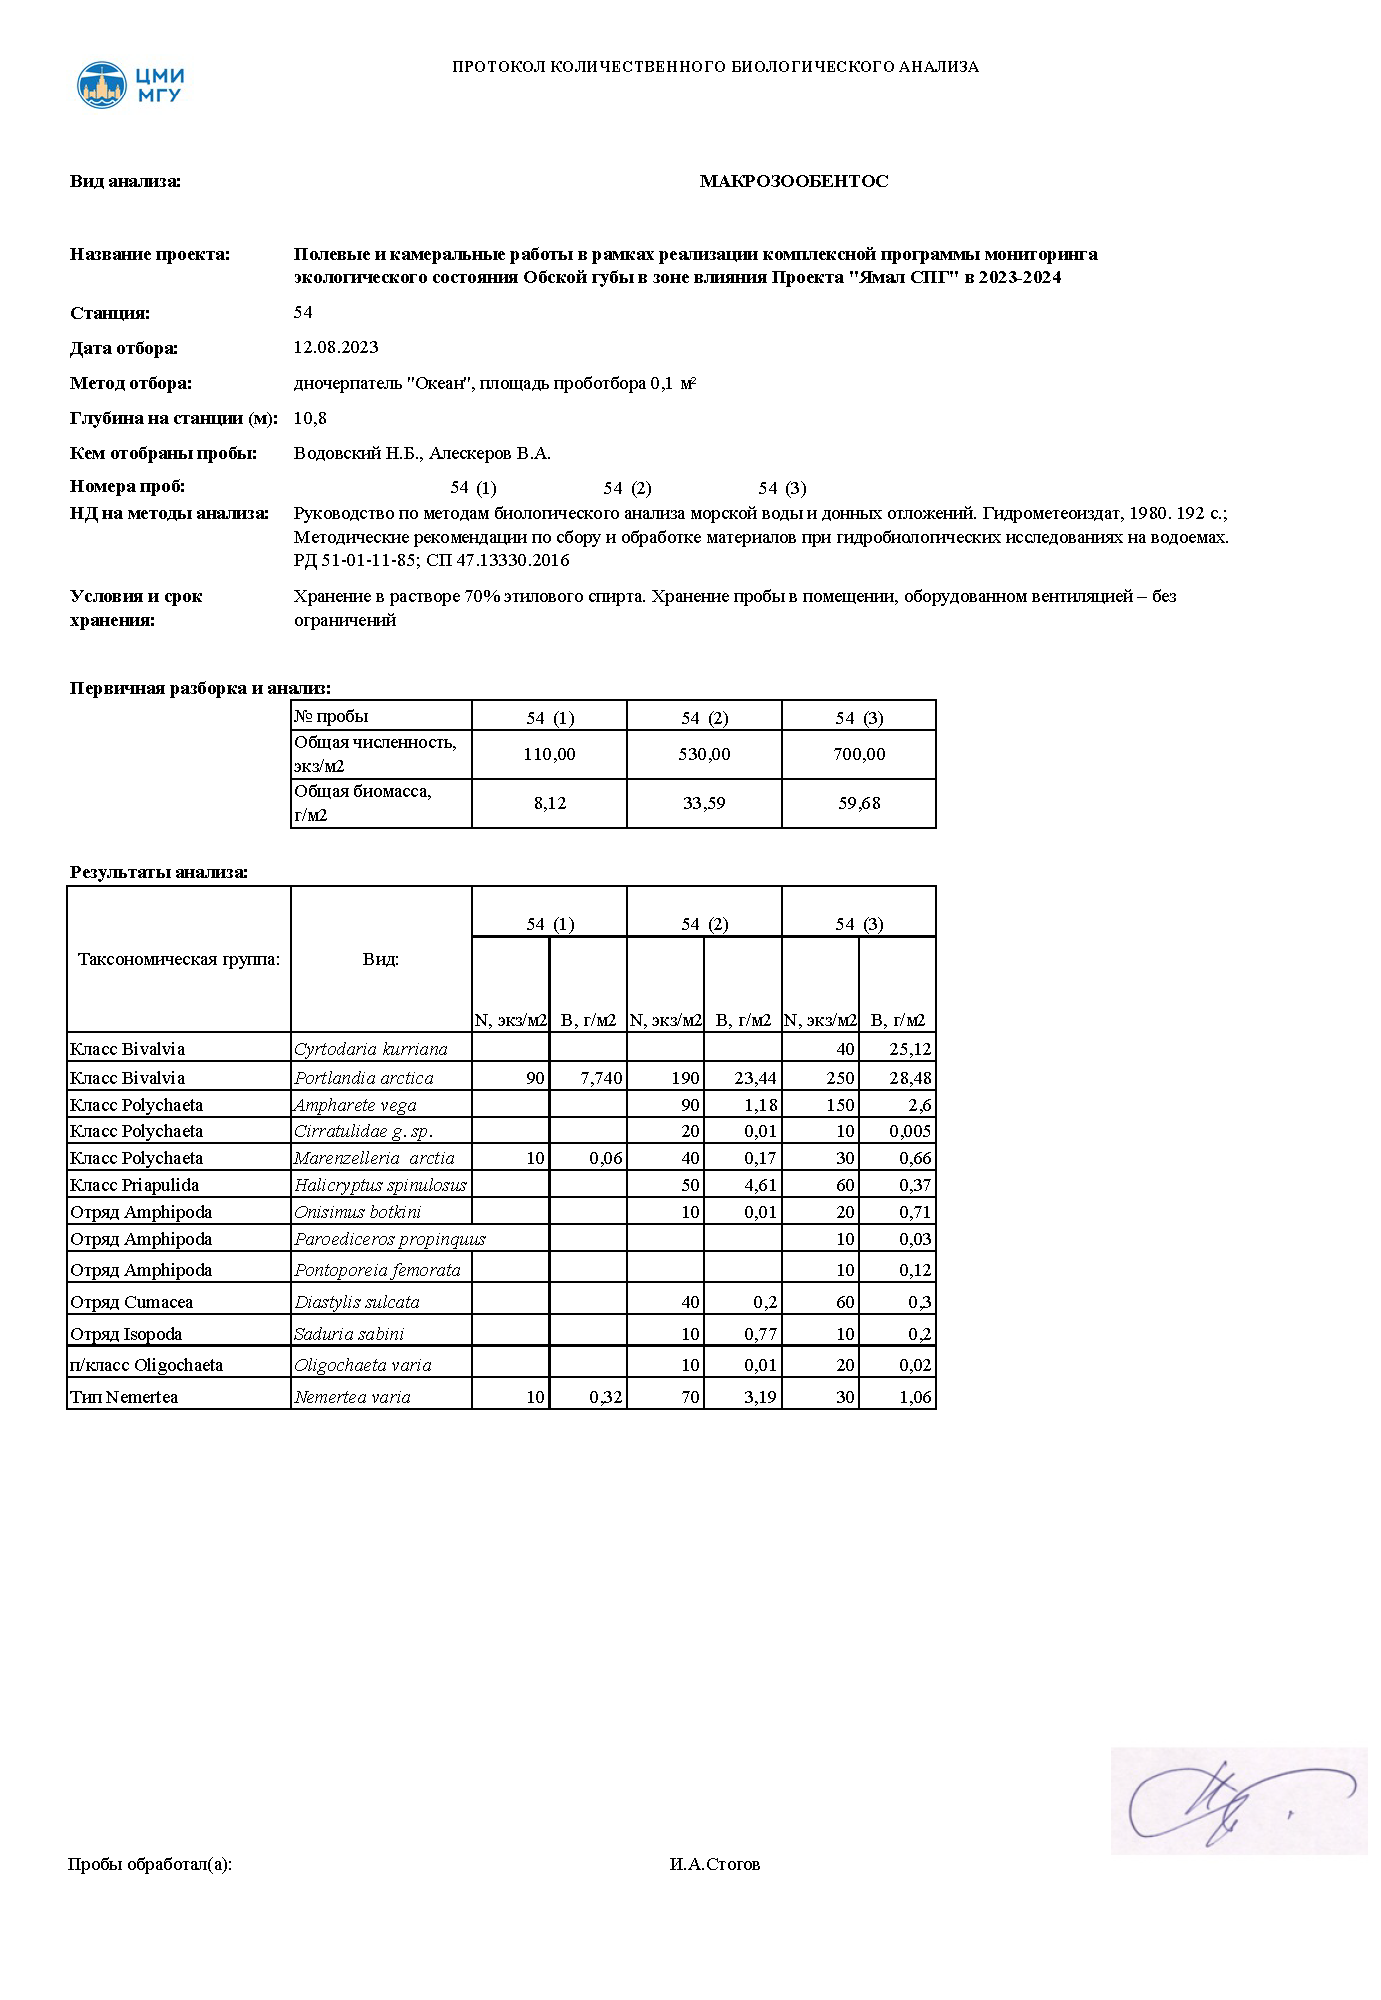 ЦМИ
МГУ
ПРОТОКОЛ КОЛИЧЕСТВЕННОГО БИОЛОГИЧЕСКОГО АНАЛИЗА
Вид анализа: МАКРОЗООБЕНТОС
Название проекта: Полевые и камеральные работы в рамках реализации комплексной программы мониторинга
экологического состояния Обской губы в зоне влияния Проекта "Ямал СПГ" в 2023-2024
Станция: 54
Дата отбора: 12.08.2023
Метод отбора: дночерпатель "Океан", площадь проботбора 0,1 м²
Глубина на станции (м): 10,8
Кем отобраны пробы: Водовский Н.Б., Алескеров В.А.
Номера проб: 54 (1) 54 (2) 54 (3)
НД на методы анализа: Руководство по методам биологического анализа морской воды и донных отложений. Гидрометеоиздат, 1980. 192 с.;
Методические рекомендации по сбору и обработке материалов при гидробиологических исследованиях на водоемах.
РД 51-01-11-85; СП 47.13330.2016
Условия и срок Хранение в растворе 70% этилового спирта. Хранение пробы в помещении, оборудованном вентиляцией – без
хранения: ограничений
Первичная разборка и анализ:
№ пробы 54 (1) 54 (2) 54 (3)
Общая численность,
экз/м2 110,00 530,00 700,00
Общая биомасса,
г/м2 8,12 33,59 59,68
Результаты анализа:
54 (1) 54 (2) 54 (3)
Таксономическая группа: Вид:
N, экз/м2 B, г/м2 N, экз/м2 B, г/м2 N, экз/м2 B, г/м2
Класс Bivalvia Cyrtodaria kurriana 40 25,12
Класс Bivalvia Portlandia arctica 90 7,740 190 23,44 250 28,48
Класс Polychaeta Ampharete vega 90 1,18 150 2,6
Класс Polychaeta Cirratulidae g. sp. 20 0,01 10 0,005
Класс Polychaeta Marenzelleria arctia 10 0,06 40 0,17 30 0,66
Класс Priapulida Halicryptus spinulosus 50 4,61 60 0,37
Отряд Amphipoda Onisimus botkini 10 0,01 20 0,71
Отряд Amphipoda Paroediceros propinquus 10 0,03
Отряд Amphipoda Pontoporeia femorata 10 0,12
Отряд Cumacea Diastylis sulcata 40 0,2 60 0,3
Отряд Isopoda Saduria sabini 10 0,77 10 0,2
п/класс Oligochaeta Oligochaeta varia 10 0,01 20 0,02
Тип Nemertea Nemertea varia 10 0,32 70 3,19 30 1,06
Пробы обработал(а): И.А.Стогов